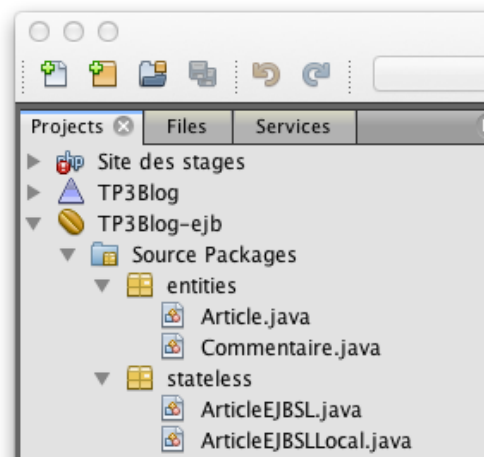 Projects Files Services
php Site des stages
TP3Blog
TP3Blog-ejb
Source Packages
entities
Article.java
Commentaire.java
stateless
ArticleEJBSL.java
ArticleEJBSLLocal.java